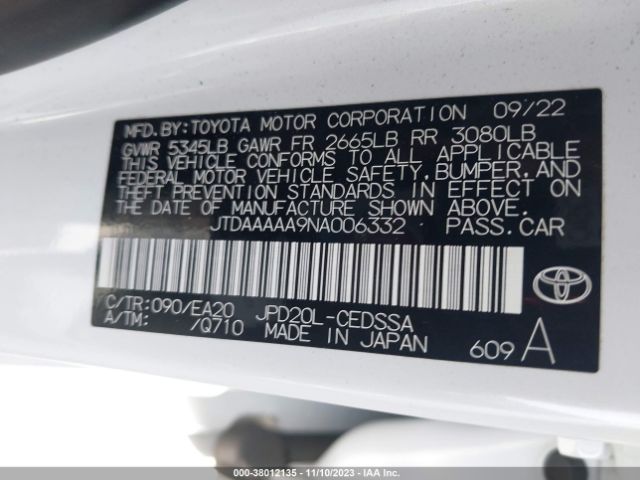 MFD.BY:TOYOTA MOTOR CORPORATION 09/22
GVWR 5345LB GAWR FR 2665LB RR 3080LB
THIS VEHICLE CONFORMS TO ALL APPLICABLE
FEDERAL MOTOR VEHICLE SAFETY,BUMPER,AND
THEFT PREVENTION STANDARDS IN EFFECT ON
THE DATE OF MANUFACTURE SHOWN ABOVE.
JTDAAAAA9NA006332 PASS.CAR
C/TR:090/EA20 JPD20L-CEDSSA
A/TM: /Q710 MADE IN JAPAN
609 A
TOYOTA
000-38012135 - 11/10/2023 - IAA Inc.